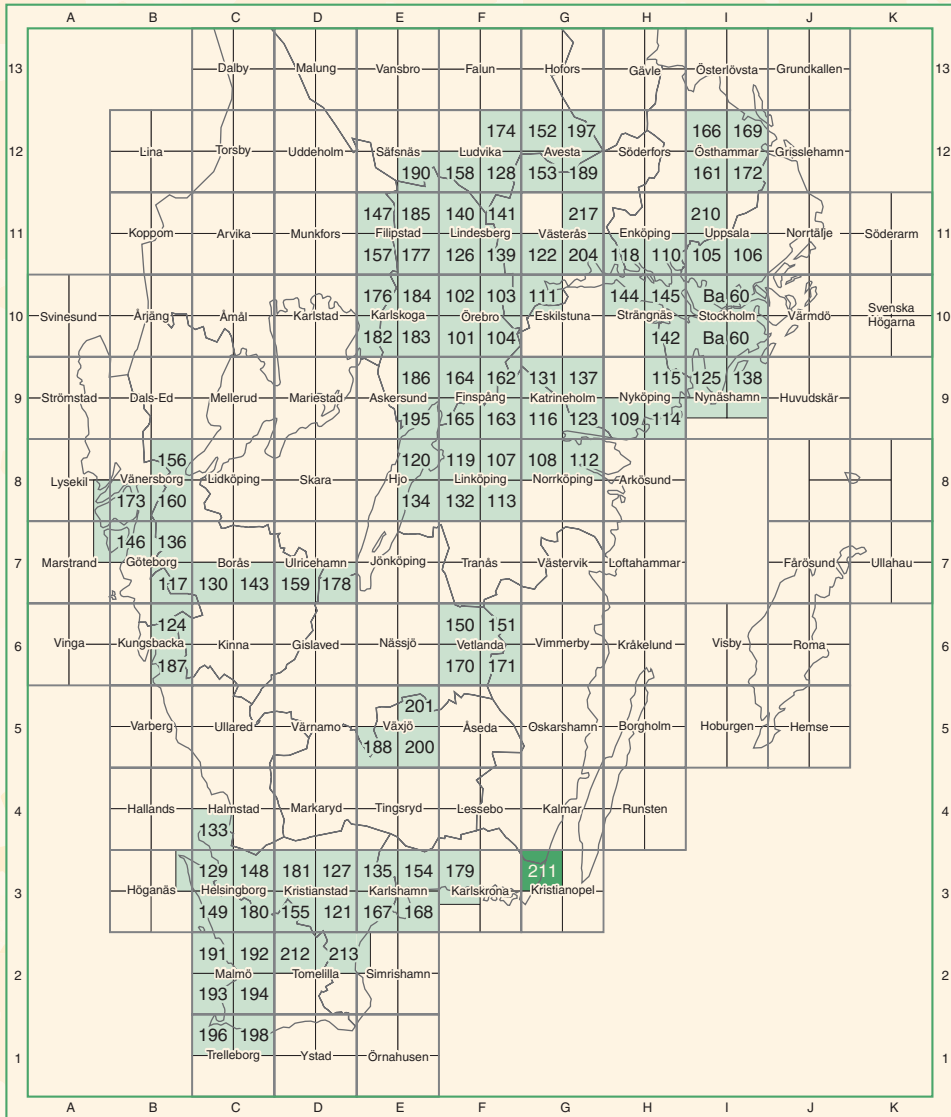 A B C D E F G H I J K
13 Dalby Malung Vansbro Falun Hofors Gävle Österlövsta Grundkallen 13
174 152 197 166 169
12 Lina Torsby Uddeholm Säfsnäs Ludvika Avesta Söderfors Östhammar Grisslehamn 12
190 158 128 153 189 161 172
147 185 140 141 217 210
11 Koppom Arvika Munkfors Filipstad Lindesberg Västerås Enköping Uppsala Norrtälje Söderarm 11
157 177 126 139 122 204 118 110 105 106
176 184 102 103 111 144 145 Ba 60
10 Svinesund Årjäng Åmål Karlstad Karlskoga Örebro Eskilstuna Strängnäs Stockholm Värmdö Svenska Högarna 10
182 183 101 104 142 Ba 60
186 164 162 131 137 115 125 138
9 Strömstad Dals-Ed Mellerud Mariestad Askersund Finspång Katrineholm Nyköping Nynäshamn Huvudskär 9
195 165 163 116 123 109 114
156 120 119 107 108 112
8 Lysekil Vänersborg Lidköping Skara Hjo Linköping Norrköping Arkösund 8
173 160 134 132 113
146 136
7 Marstrand Göteborg Borås Ulricehamn Jönköping Tranås Västervik Loftahammar Fårösund Ullahau 7
117 130 143 159 178
124 150 151
6 Vinga Kungsbacka Kinna Gislaved Nässjö Vetlanda Vimmerby Kråkelund Visby Roma 6
187 170 171
201
5 Varberg Ullared Värnamo Växjö Åseda Oskarshamn Borgholm Hoburgen Hemse 5
188 200
4 Hallands Halmstad Markaryd Tingsryd Lessebo Kalmar Runsten 4
133
129 148 181 127 135 154 179 211
3 Höganäs Helsingborg Kristianstad Karlshamn Karlskrona Kristianopel 3
149 180 155 121 167 168
191 192 212 213
2 Malmö Tomelilla Simrishamn 2
193 194
196 198
1 Trelleborg Ystad Örnahusen 1
A B C D E F G H I J K